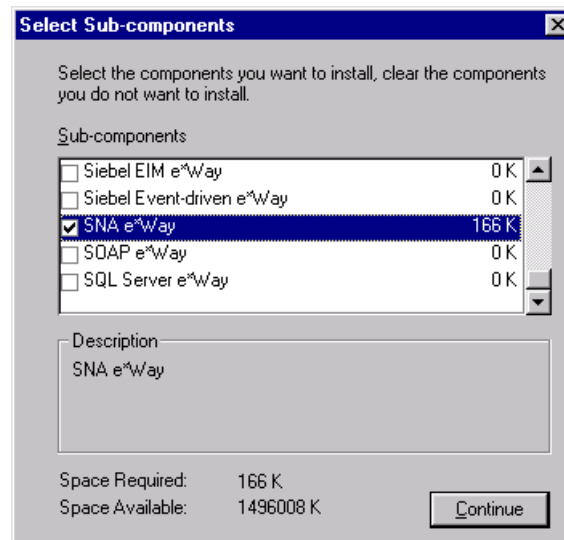 Select Sub-components
Select the components you want to install, clear the components
you do not want to install.
Sub-components
Siebel EIM e*Way 0 K
Siebel Event-driven e*Way 0 K
SNA e*Way 166 K
SOAP e*Way 0 K
SQL Server e*Way 0 K
Description
SNA e*Way
Space Required: 166 K
Space Available: 1496008 K
Continue